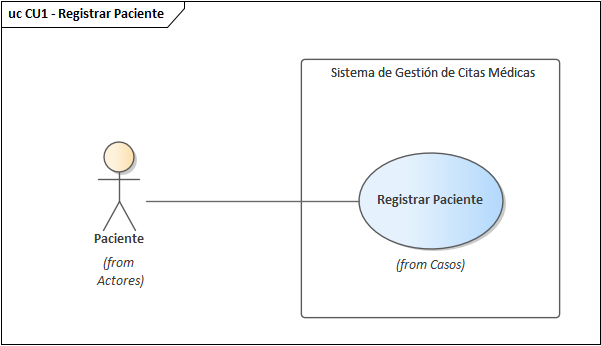 uc CU1 - Registrar Paciente
Sistema de Gestión de Citas Médicas
Registrar Paciente
(from Casos)
Paciente
(from
Actores)